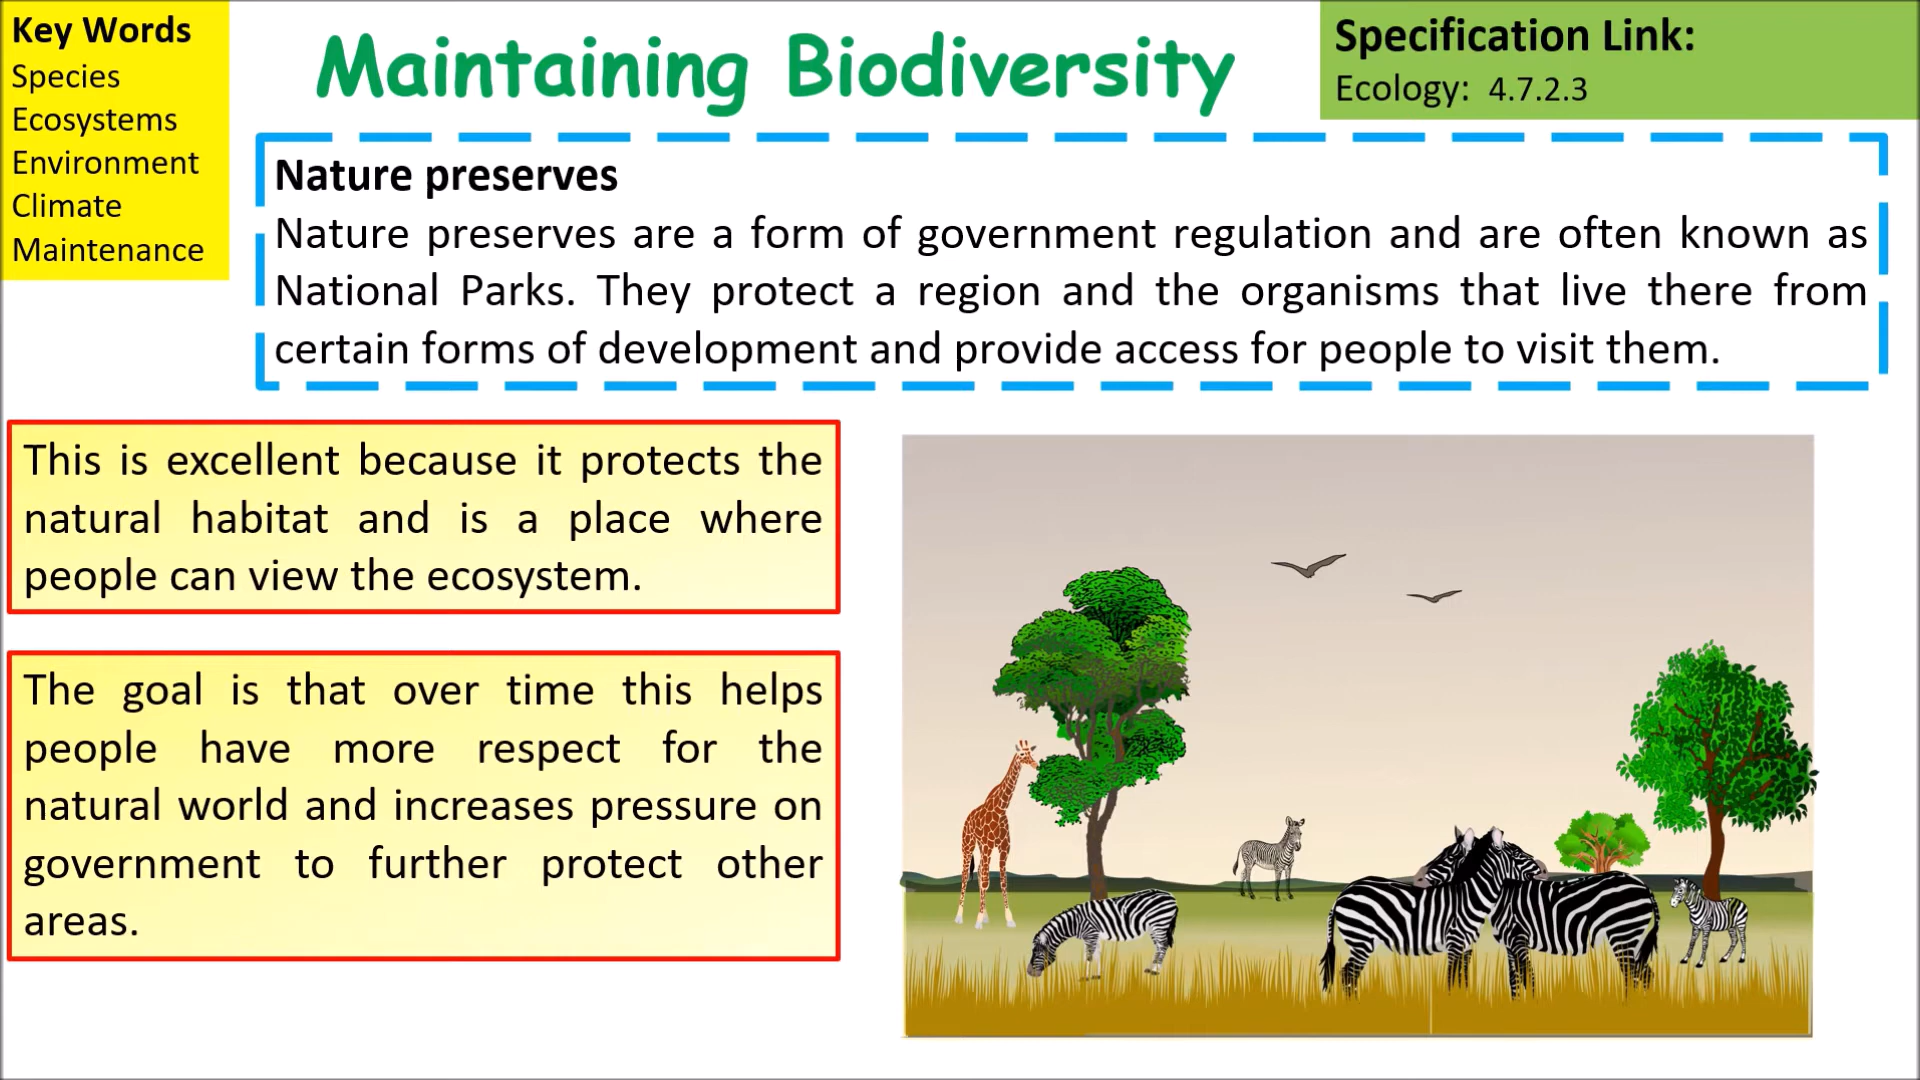 Key Words
Species
Ecosystems
Environment
Climate
Maintenance
Maintaining Biodiversity
Specification Link:
Ecology: 4.7.2.3
Nature preserves
Nature preserves are a form of government regulation and are often known as
National Parks. They protect a region and the organisms that live there from
certain forms of development and provide access for people to visit them.
This is excellent because it protects the
natural habitat and is a place where
people can view the ecosystem.
The goal is that over time this helps
people have more respect for the
natural world and increases pressure on
government to further protect other
areas.